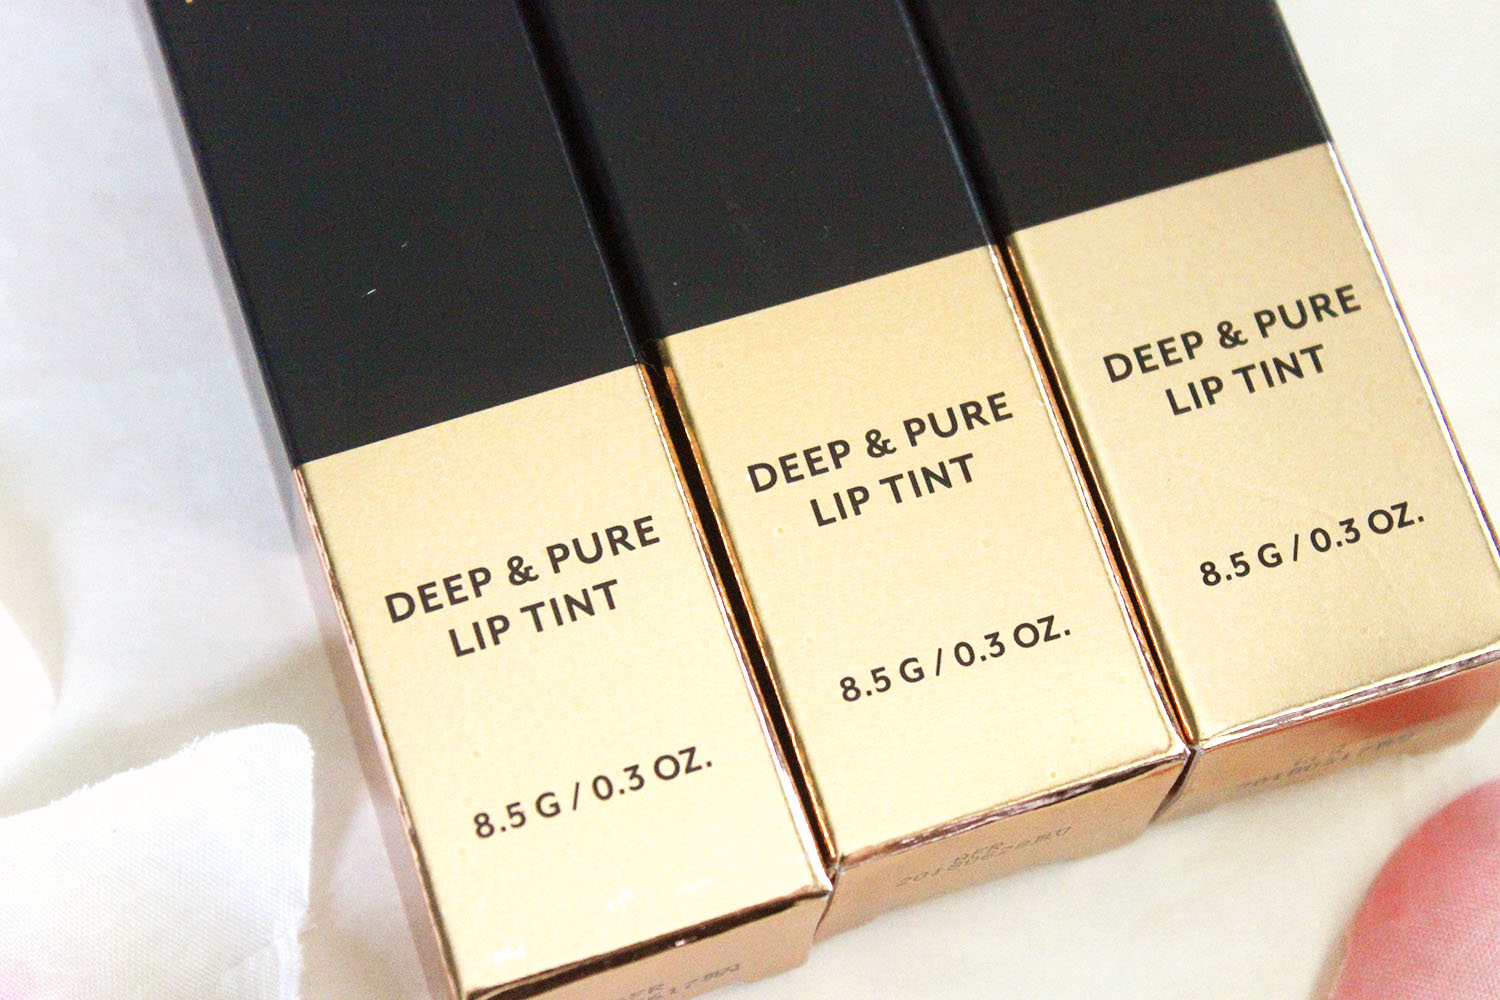 DEEP & PURE
LIP TINT
8.5 G / 0.3 OZ.
DEEP & PURE
LIP TINT
8.5 G / 0.3 OZ.
DEEP & PURE
LIP TINT
8.5 G / 0.3 OZ.